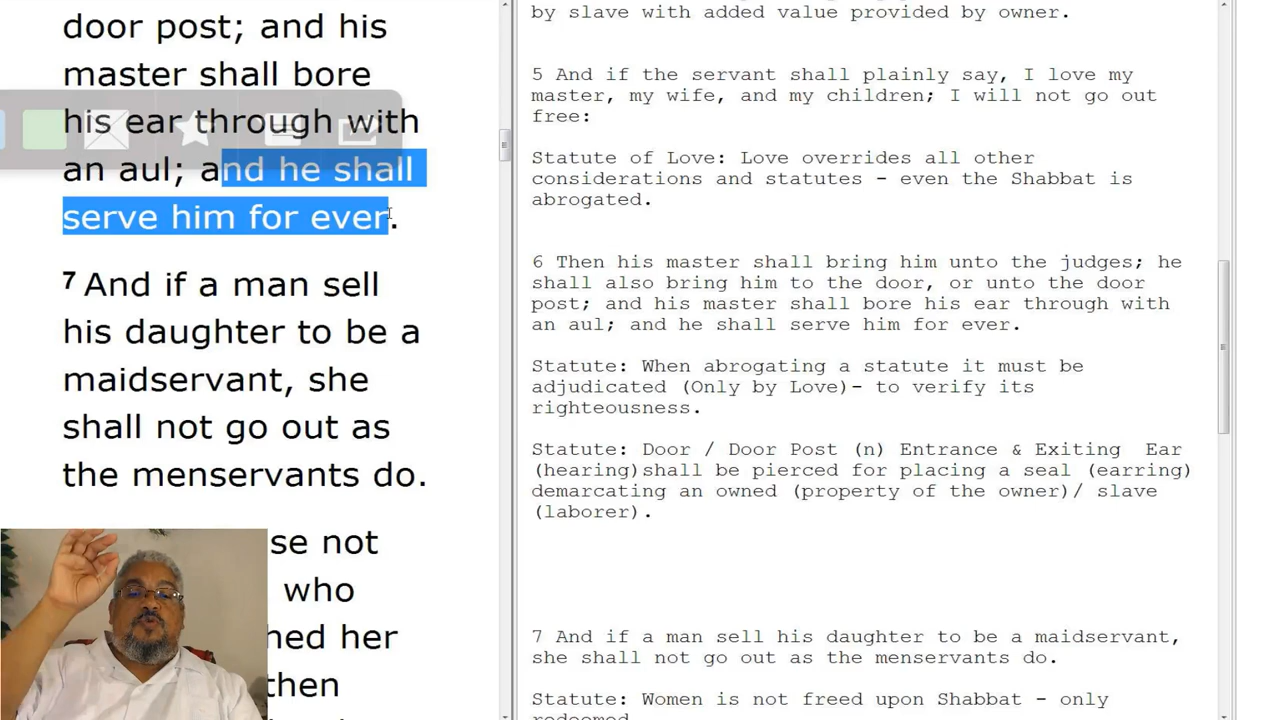 door post; and his
master shall bore
his ear through with
an aul; and he shall
serve him for ever.
7 And if a man sell
his daughter to be a
maidservant, she
shall not go out as
the menservants do.
se not
who
hed her
then
by slave with added value provided by owner.
5 And if the servant shall plainly say, I love my
master, my wife, and my children; I will not go out
free:
Statute of Love: Love overrides all other
considerations and statutes - even the Shabbat is
abrogated.
6 Then his master shall bring him unto the judges; he
shall also bring him to the door, or unto the door
post; and his master shall bore his ear through with
an aul; and he shall serve him for ever.
Statute: When abrogating a statute it must be
adjudicated (Only by Love)- to verify its
righteousness.
Statute: Door / Door Post (n) Entrance & Exiting Ear
(hearing)shall be pierced for placing a seal (earring)
demarcating an owned (property of the owner)/ slave
(laborer).
7 And if a man sell his daughter to be a maidservant,
she shall not go out as the menservants do.
Statute: Women is not freed upon Shabbat - only
redeemed